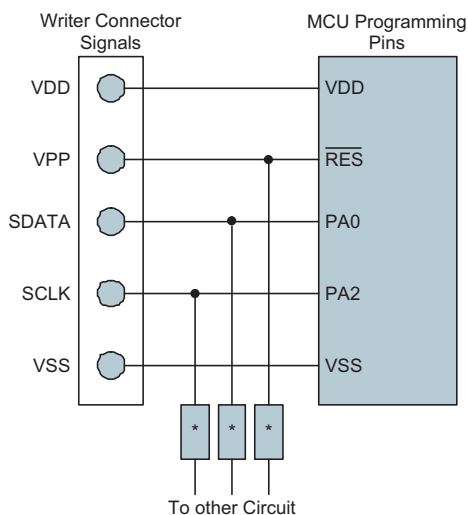 Writer Connector
Signals
MCU Programming
Pins
VDD
VDD
VPP
RES
SDATA
PA0
SCLK
PA2
VSS
VSS
* * *
To other Circuit